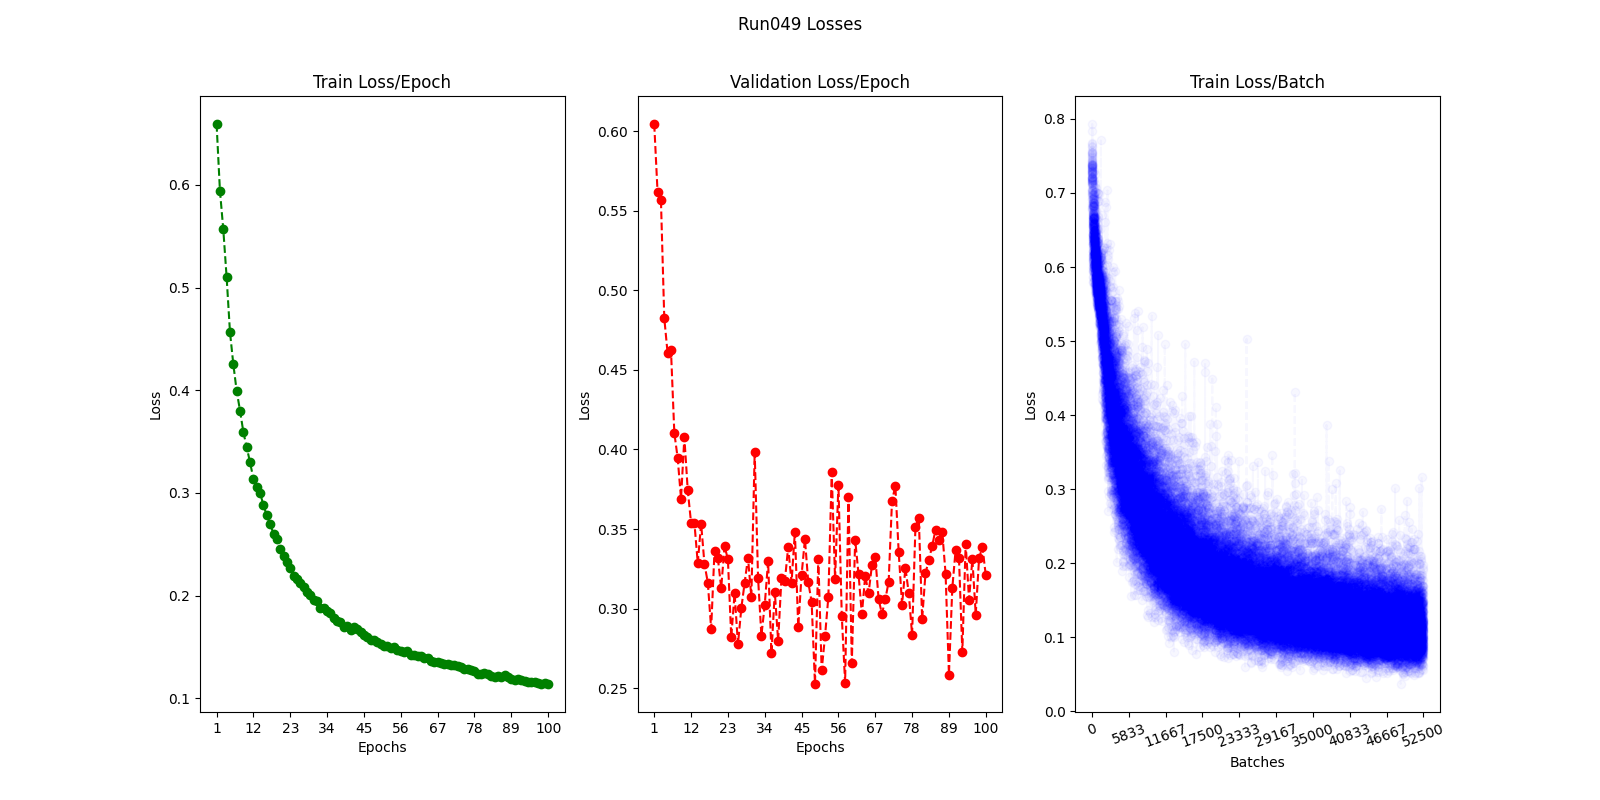 Run049 Losses
Train Loss/Epoch
Validation Loss/Epoch
Train Loss/Batch
Loss
0.6
0.5
0.4
0.3
0.2
0.1
1 12 23 34 45 56 67 78 89 100
Epochs
Loss
0.60
0.55
0.50
0.45
0.40
0.35
0.30
0.25
1 12 23 34 45 56 67 78 89 100
Epochs
Loss
0.8
0.7
0.6
0.5
0.4
0.3
0.2
0.1
0.0
0 5833 11667 17500 23333 29167 35000 40833 46667 52500
Batches